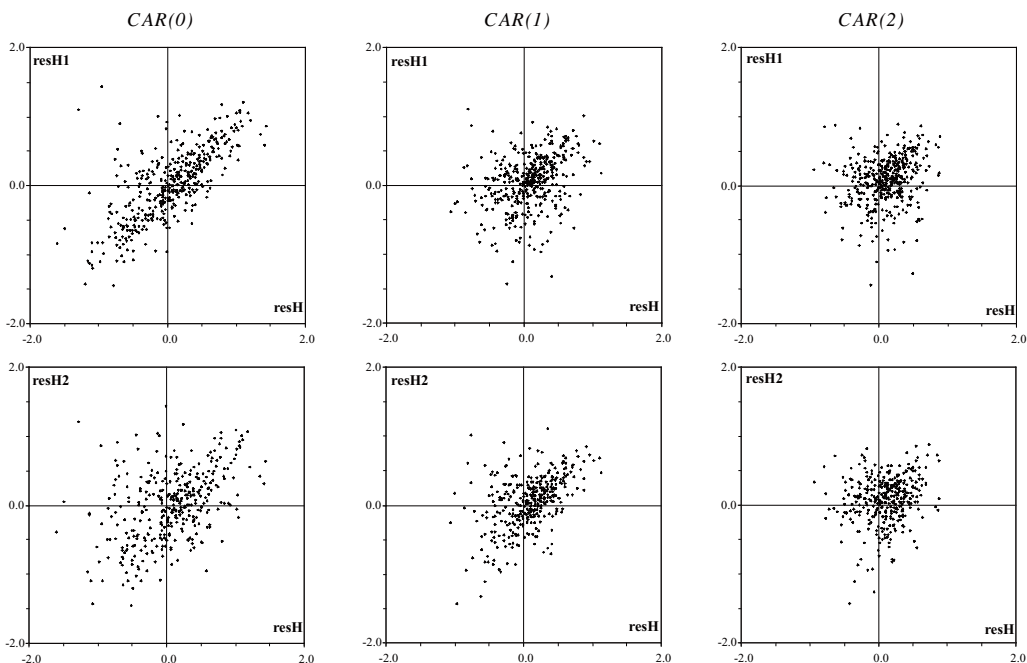 CAR(0) CAR(1) CAR(2)
2.0 resH1 2.0 resH1 2.0 resH1
0.0 0.0 0.0
resH resH resH
-2.0 -2.0 -2.0
-2.0 0.0 2.0 -2.0 0.0 2.0 -2.0 0.0 2.0
2.0 resH2 2.0 resH2 2.0 resH2
0.0 0.0 0.0
resH resH resH
-2.0 -2.0 -2.0
-2.0 0.0 2.0 -2.0 0.0 2.0 -2.0 0.0 2.0